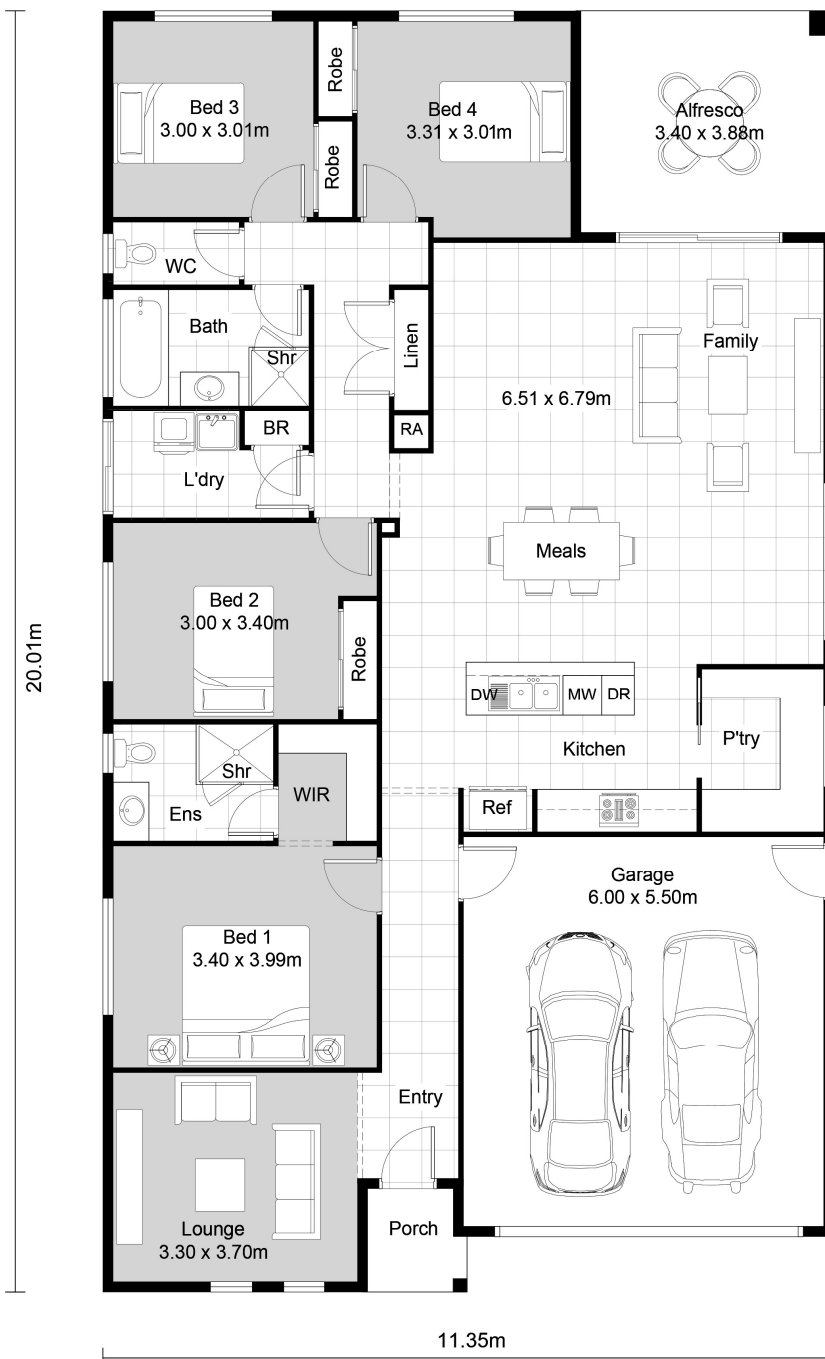 Bed 3
3.00 x 3.01m
Robe
Robe
Bed 4
3.31 x 3.01m
Alfresco
3.40 x 3.88m
WC
Bath
Shr
Linen
Family
6.51 x 6.79m
BR
RA
L'dry
Meals
Bed 2
3.00 x 3.40m
Robe
20.01m
DW
MW
DR
Kitchen
P'try
Shr
Ens
WIR
Ref
Garage
6.00 x 5.50m
Bed 1
3.40 x 3.99m
Entry
Lounge
3.30 x 3.70m
Porch
11.35m